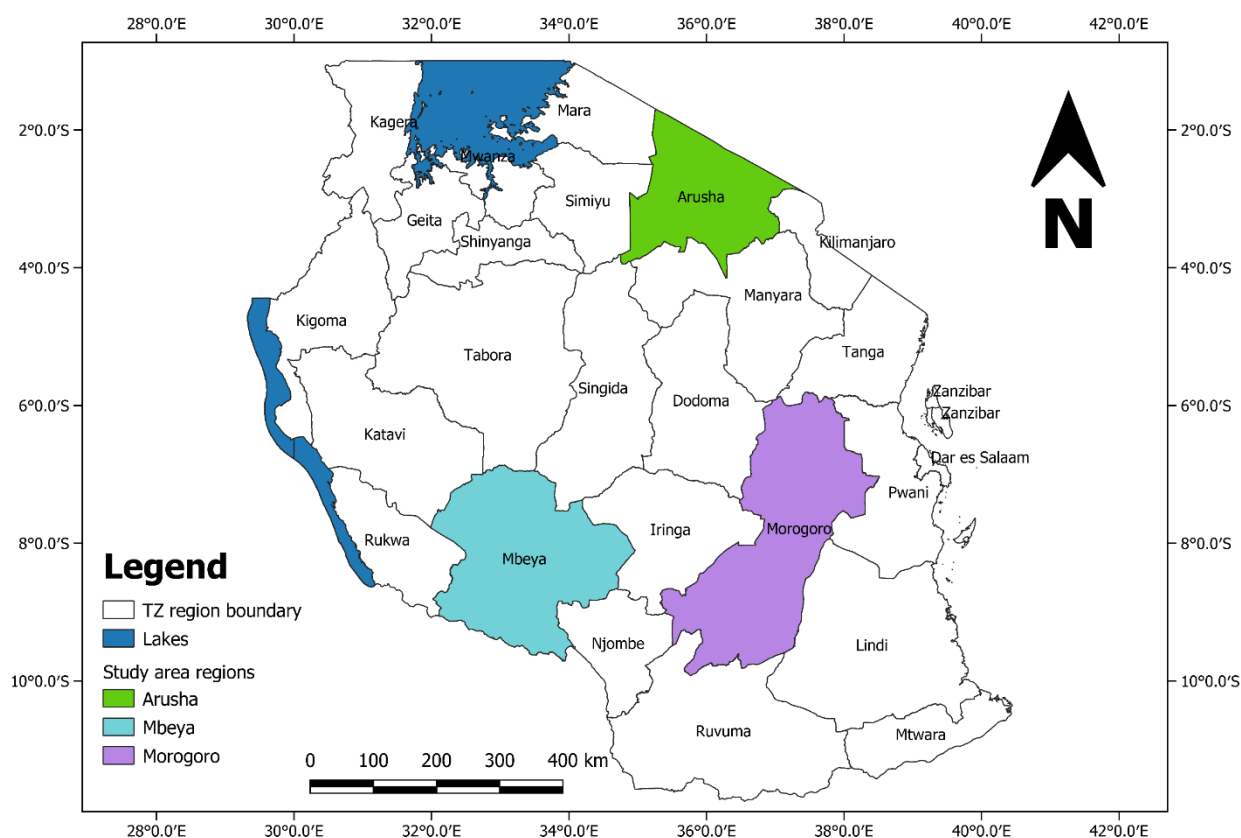 28°0.0'E 30°0.0'E 32°0.0'E 34°0.0'E 36°0.0'E 38°0.0'E 40°0.0'E 42°0.0'E
Mara
Kagera
2°0.0'S 2°0.0'S
Mwanza
N
Arusha
Simiyu
Geita
Shinyanga
Kilimanjaro
4°0.0'S 4°0.0'S
Manyara
Kigoma
Tabora
Tanga
Singida
Zanzibar
Dodoma
6°0.0'S 6°0.0'S
Zanzibar
Katavi
Dar es Salaam
Pwani
Morogoro
Iringa
Rukwa
8°0.0'S 8°0.0'S
Mbeya
Legend
TZ region boundary
Lakes
Study area regions
Arusha
Mbeya
Morogoro
Njombe
Lindi
10°0.0'S 10°0.0'S
Ruvuma
Mtwara
0 100 200 300 400 km
28°0.0'E 30°0.0'E 32°0.0'E 34°0.0'E 36°0.0'E 38°0.0'E 40°0.0'E 42°0.0'E